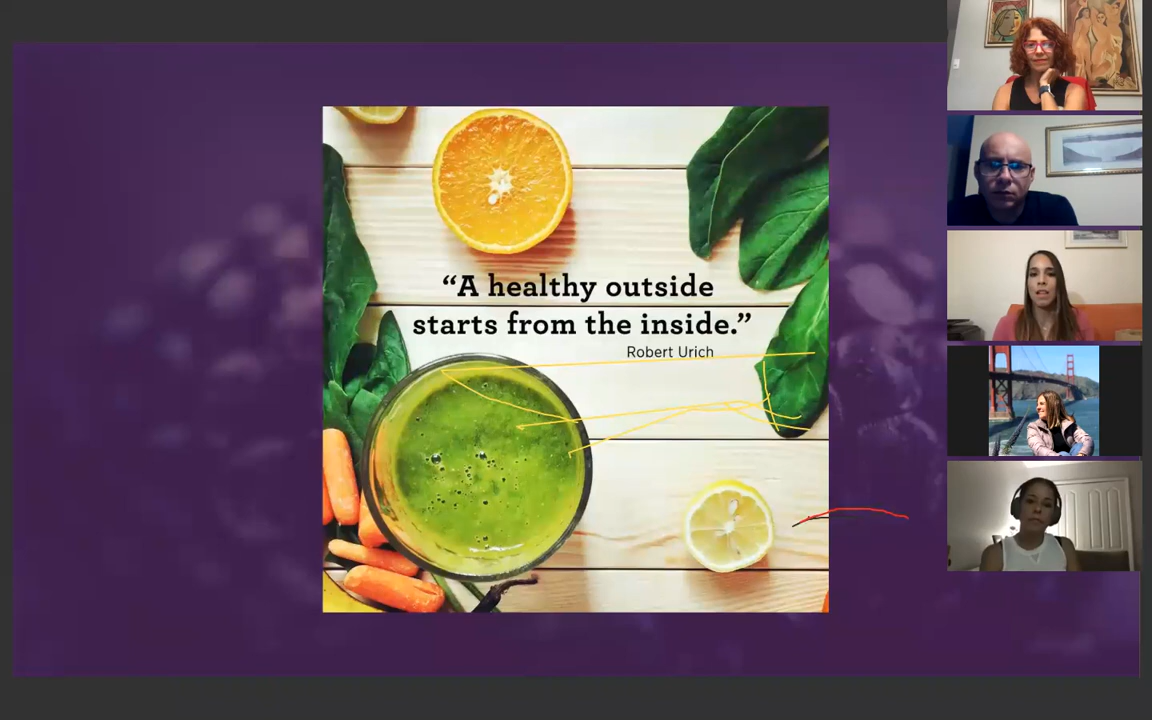 “A healthy outside
starts from the inside.”
Robert Urich